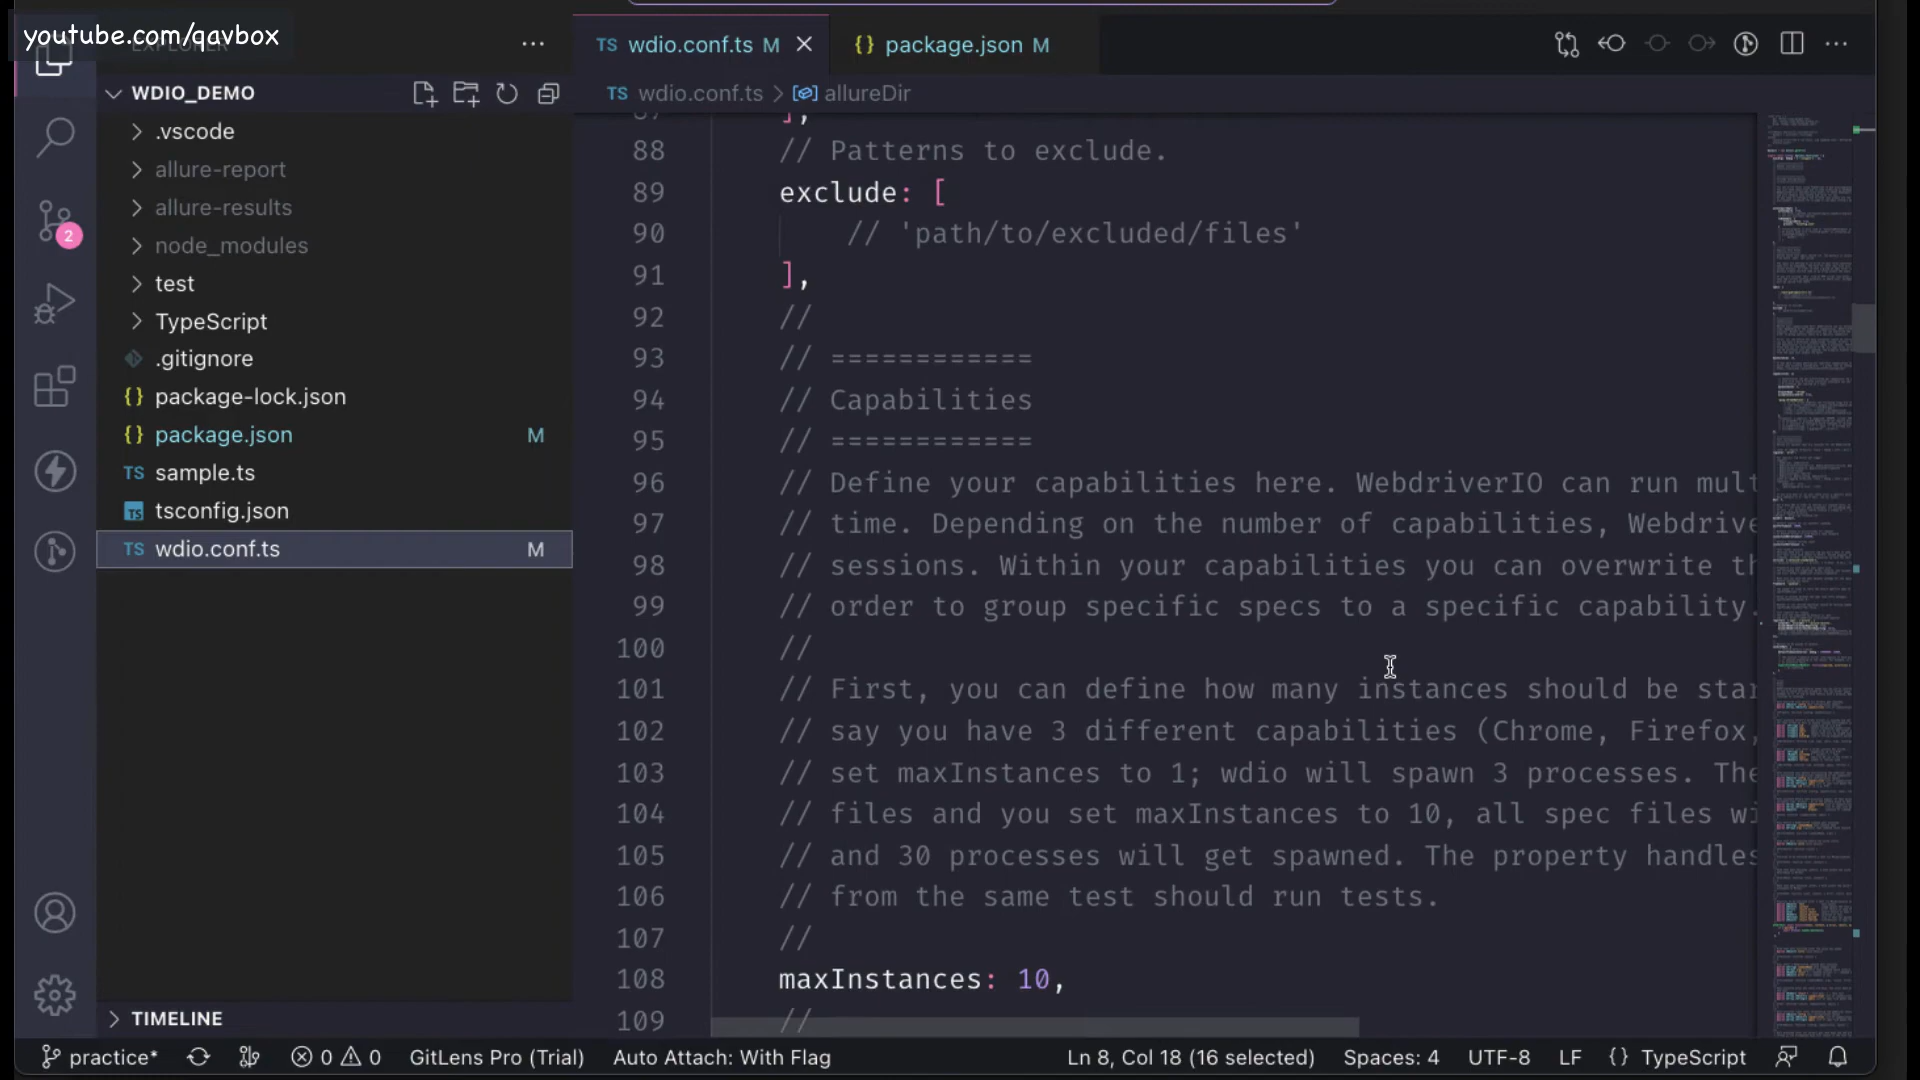 youtube.com/qavbox
wdio.conf.ts M
package.json M
WDIO_DEMO
wdio.conf.ts > allureDir
.vscode
allure-report
allure-results
node_modules
test
TypeScript
.gitignore
package-lock.json
package.json M
sample.ts
tsconfig.json
wdio.conf.ts M
TIMELINE
2
87 ],
88 // Patterns to exclude.
89 exclude: [
90 // 'path/to/excluded/files'
91 ],
92 //
93 // ============
94 // Capabilities
95 // ============
96 // Define your capabilities here. WebdriverIO can run mult
97 // time. Depending on the number of capabilities, Webdrive
98 // sessions. Within your capabilities you can overwrite th
99 // order to group specific specs to a specific capability.
100 //
101 // First, you can define how many instances should be star
102 // say you have 3 different capabilities (Chrome, Firefox,
103 // set maxInstances to 1; wdio will spawn 3 processes. The
104 // files and you set maxInstances to 10, all spec files wi
105 // and 30 processes will get spawned. The property handles
106 // from the same test should run tests.
107 //
108 maxInstances: 10,
109 //
practice* 0 0 GitLens Pro (Trial) Auto Attach: With Flag Ln 8, Col 18 (16 selected) Spaces: 4 UTF-8 LF {} TypeScript